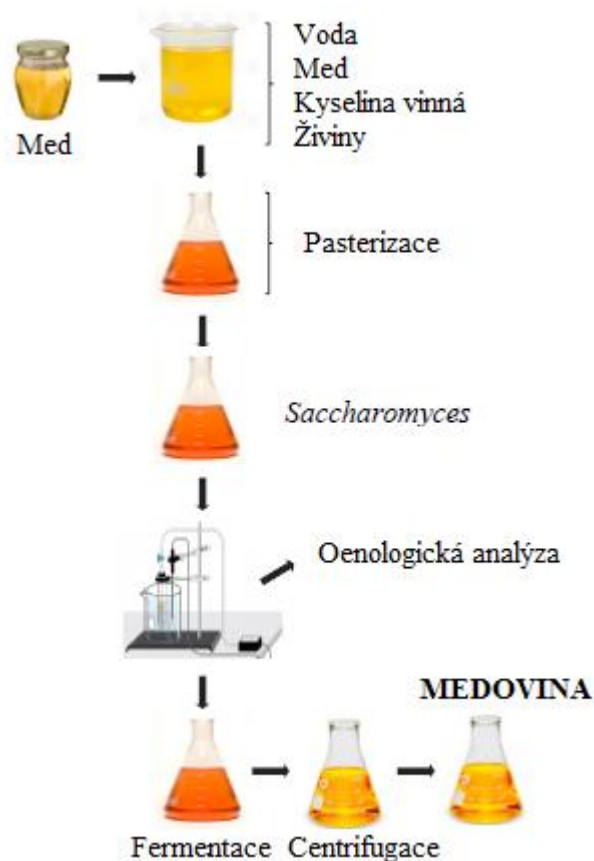 Med
Voda
Med
Kyselina vinná
Živiny
Pasterizace
Saccharomyces
Oenologická analýza
MEDOVINA
Fermentace
Centrifugace